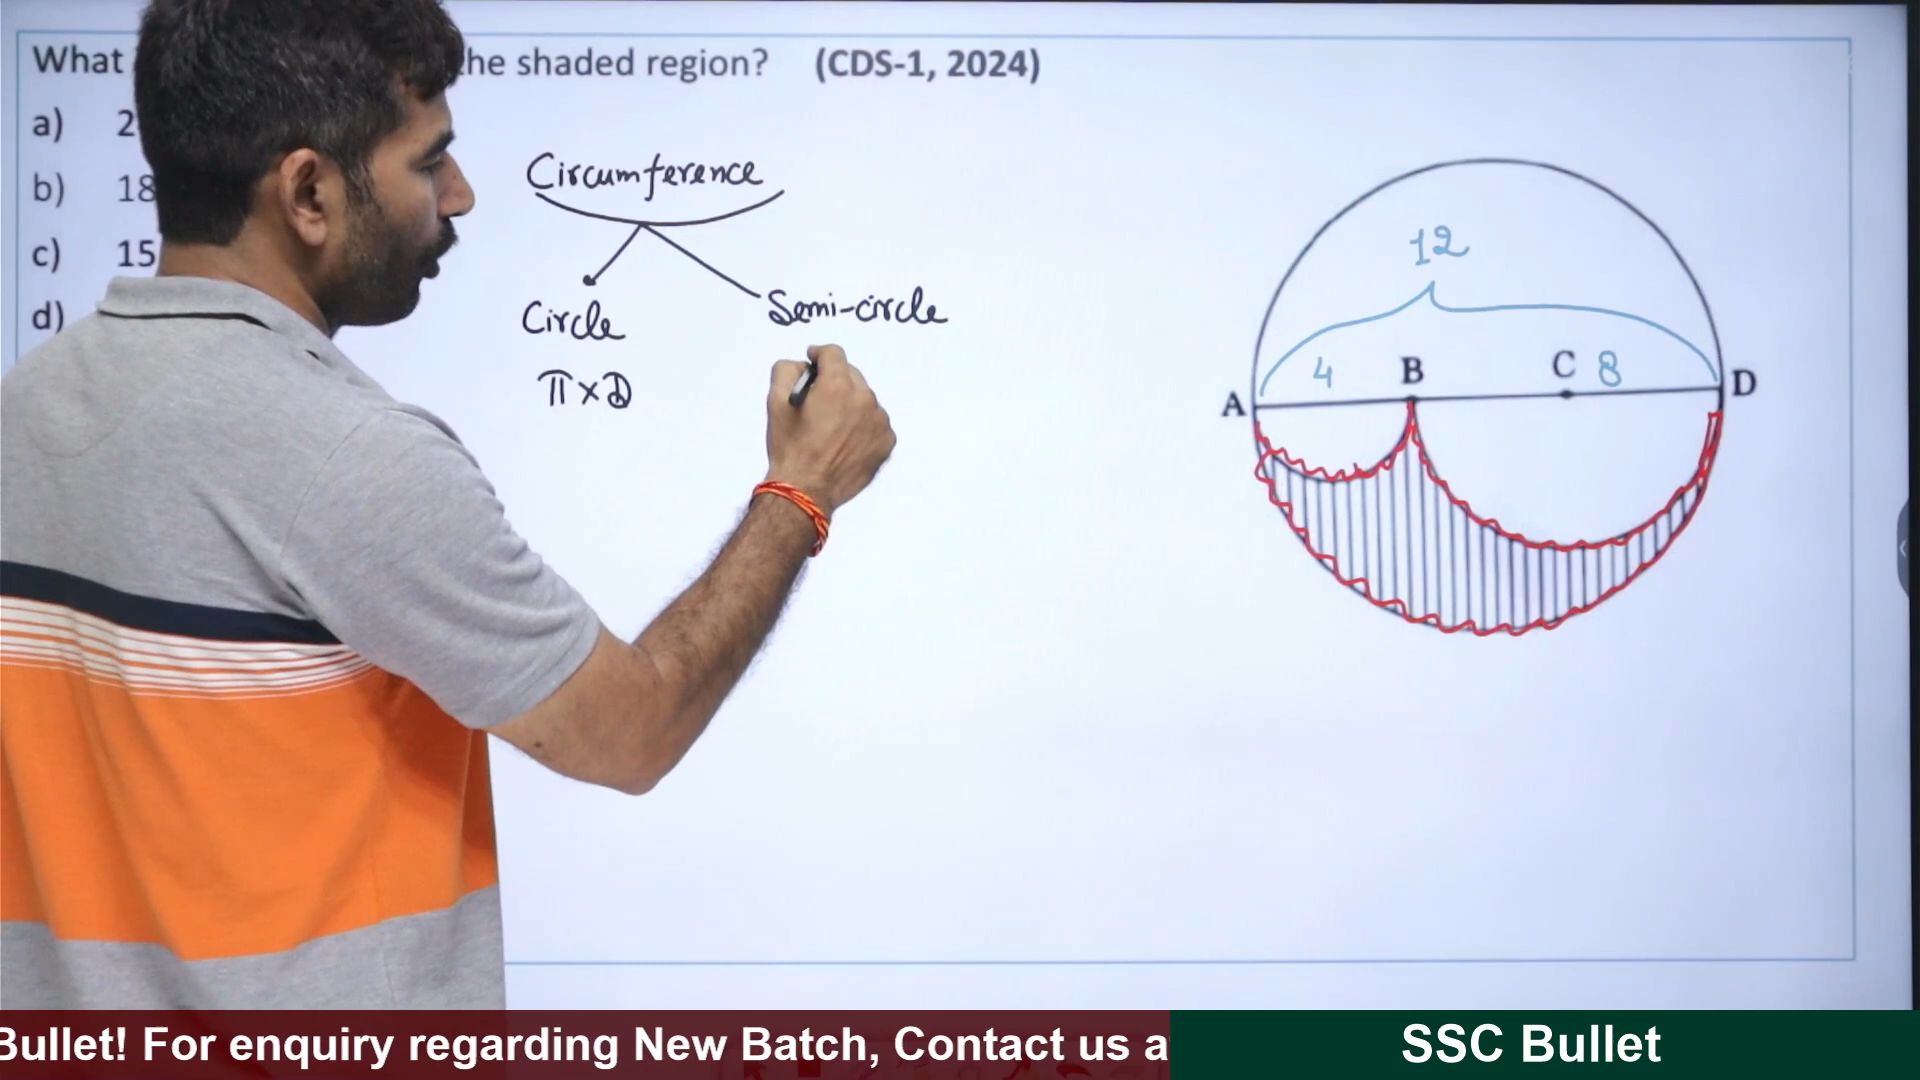 What he shaded region? (CDS-1, 2024)
a) 2
b) 18
c) 15
d)
Circumference
Circle Semi-circle
π×D
12
4 B C 8
A D
Bullet! For enquiry regarding New Batch, Contact us a
SSC Bullet